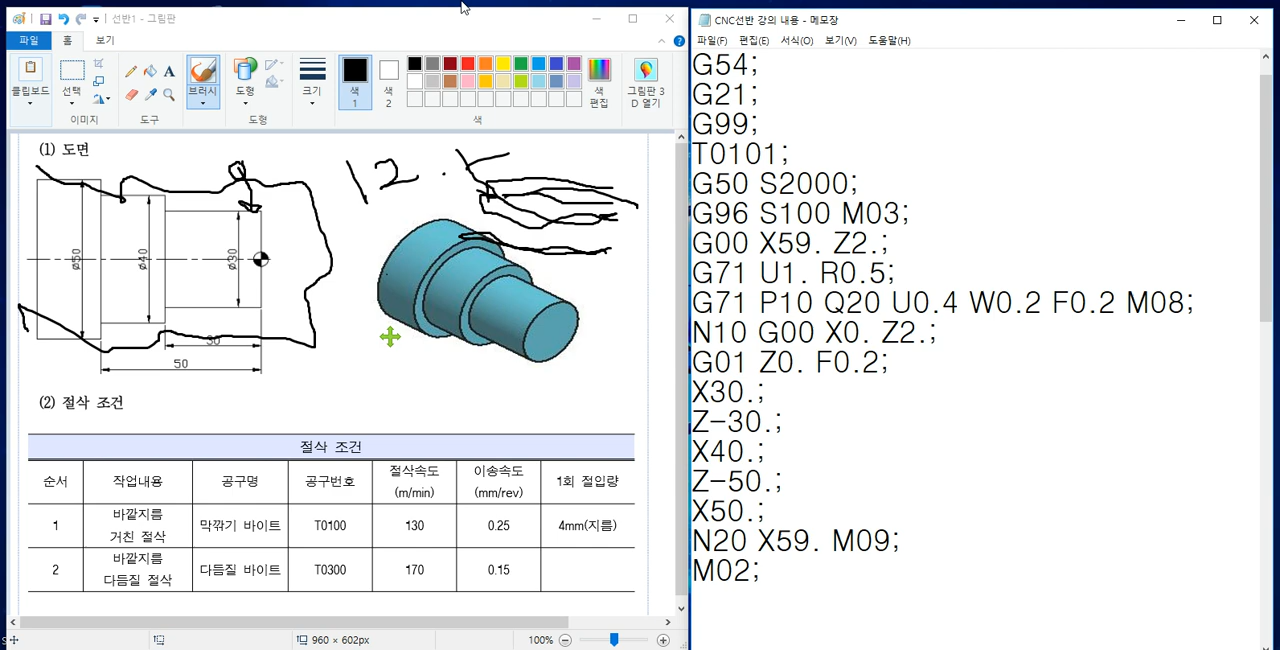 선반1 - 그림판
파일 홈 보기
클립보드
선택
이미지
A
도구
브러시
도형
도형
크기
색 1
색 2
색
색 편집
그림판 3D 열기
(1) 도면
12.5
ø50
ø40
ø30
30
50
(2) 절삭 조건
절삭 조건
순서 작업내용 공구명 공구번호 절삭속도 (m/min) 이송속도 (mm/rev) 1회 절입량
1 바깥지름 거친 절삭 막깎기 바이트 T0100 130 0.25 4mm(지름)
2 바깥지름 다듬질 절삭 다듬질 바이트 T0300 170 0.15
960 × 602px
100%
CNC선반 강의 내용 - 메모장
파일(F) 편집(E) 서식(O) 보기(V) 도움말(H)
G54;
G21;
G99;
T0101;
G50 S2000;
G96 S100 M03;
G00 X59. Z2.;
G71 U1. R0.5;
G71 P10 Q20 U0.4 W0.2 F0.2 M08;
N10 G00 X0. Z2.;
G01 Z0. F0.2;
X30.;
Z-30.;
X40.;
Z-50.;
X50.;
N20 X59. M09;
M02;